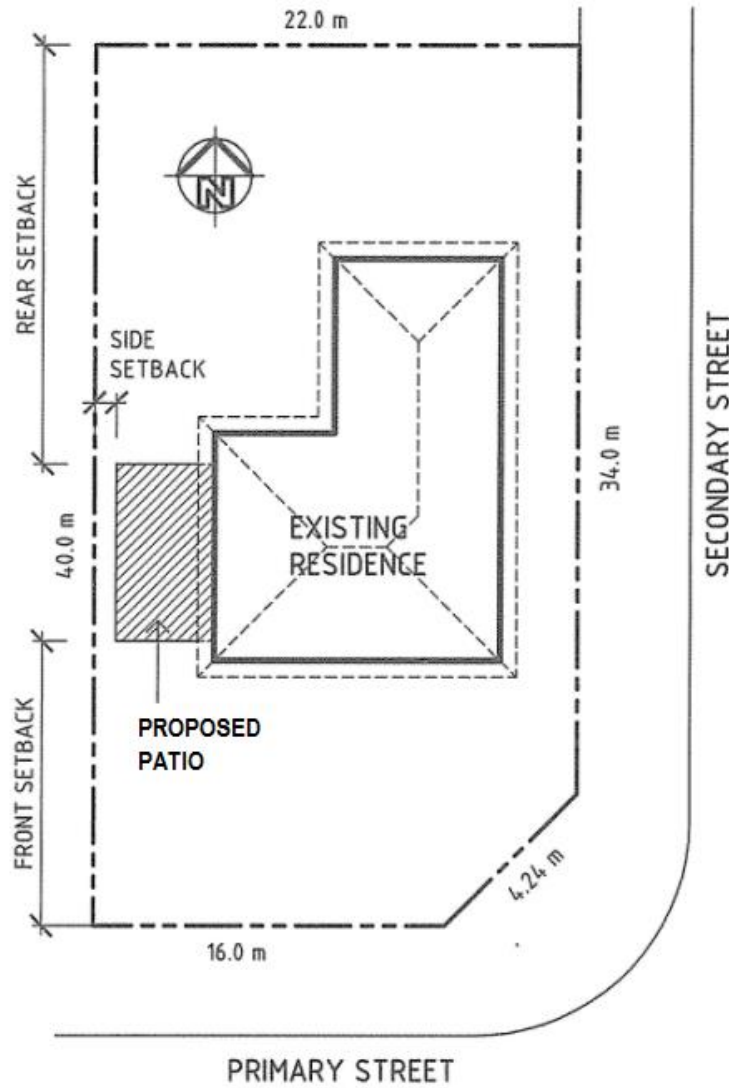 22.0 m
N
REAR SETBACK
SIDE
SETBACK
SECONDARY STREET
34.0 m
40.0 m
EXISTING
RESIDENCE
PROPOSED
PATIO
FRONT SETBACK
4.24 m
16.0 m
PRIMARY STREET